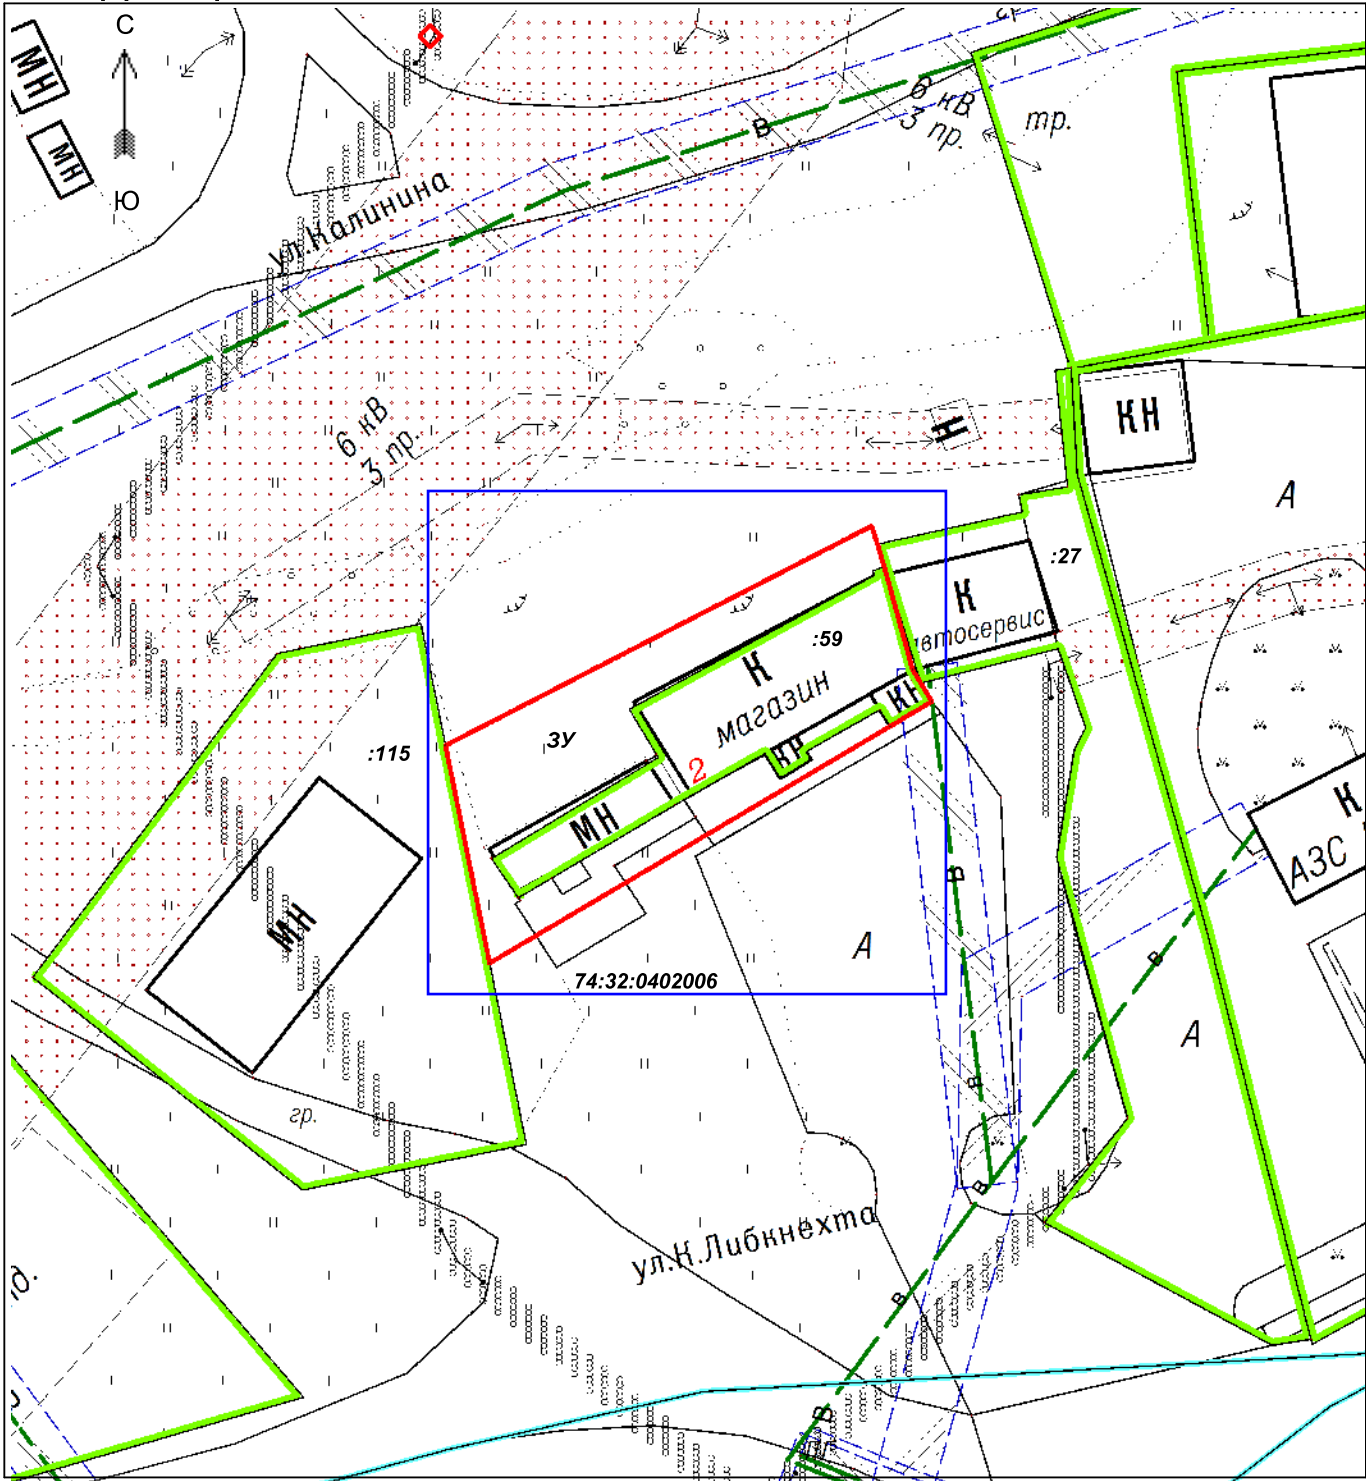 С
МН
МН
Ю
ул.Калинина
В
6 кВ
3 пр.
тр.
6 кВ
3 пр.
Н
КН
А
:27
К
автосервис
:59
К
магазин
КН
ЗУ
:115
КР
2
МН
К
АЗС
МН
А
В
В
74:32:0402006
А
В
гр.
В
ул.К.Либкнехта
В
В